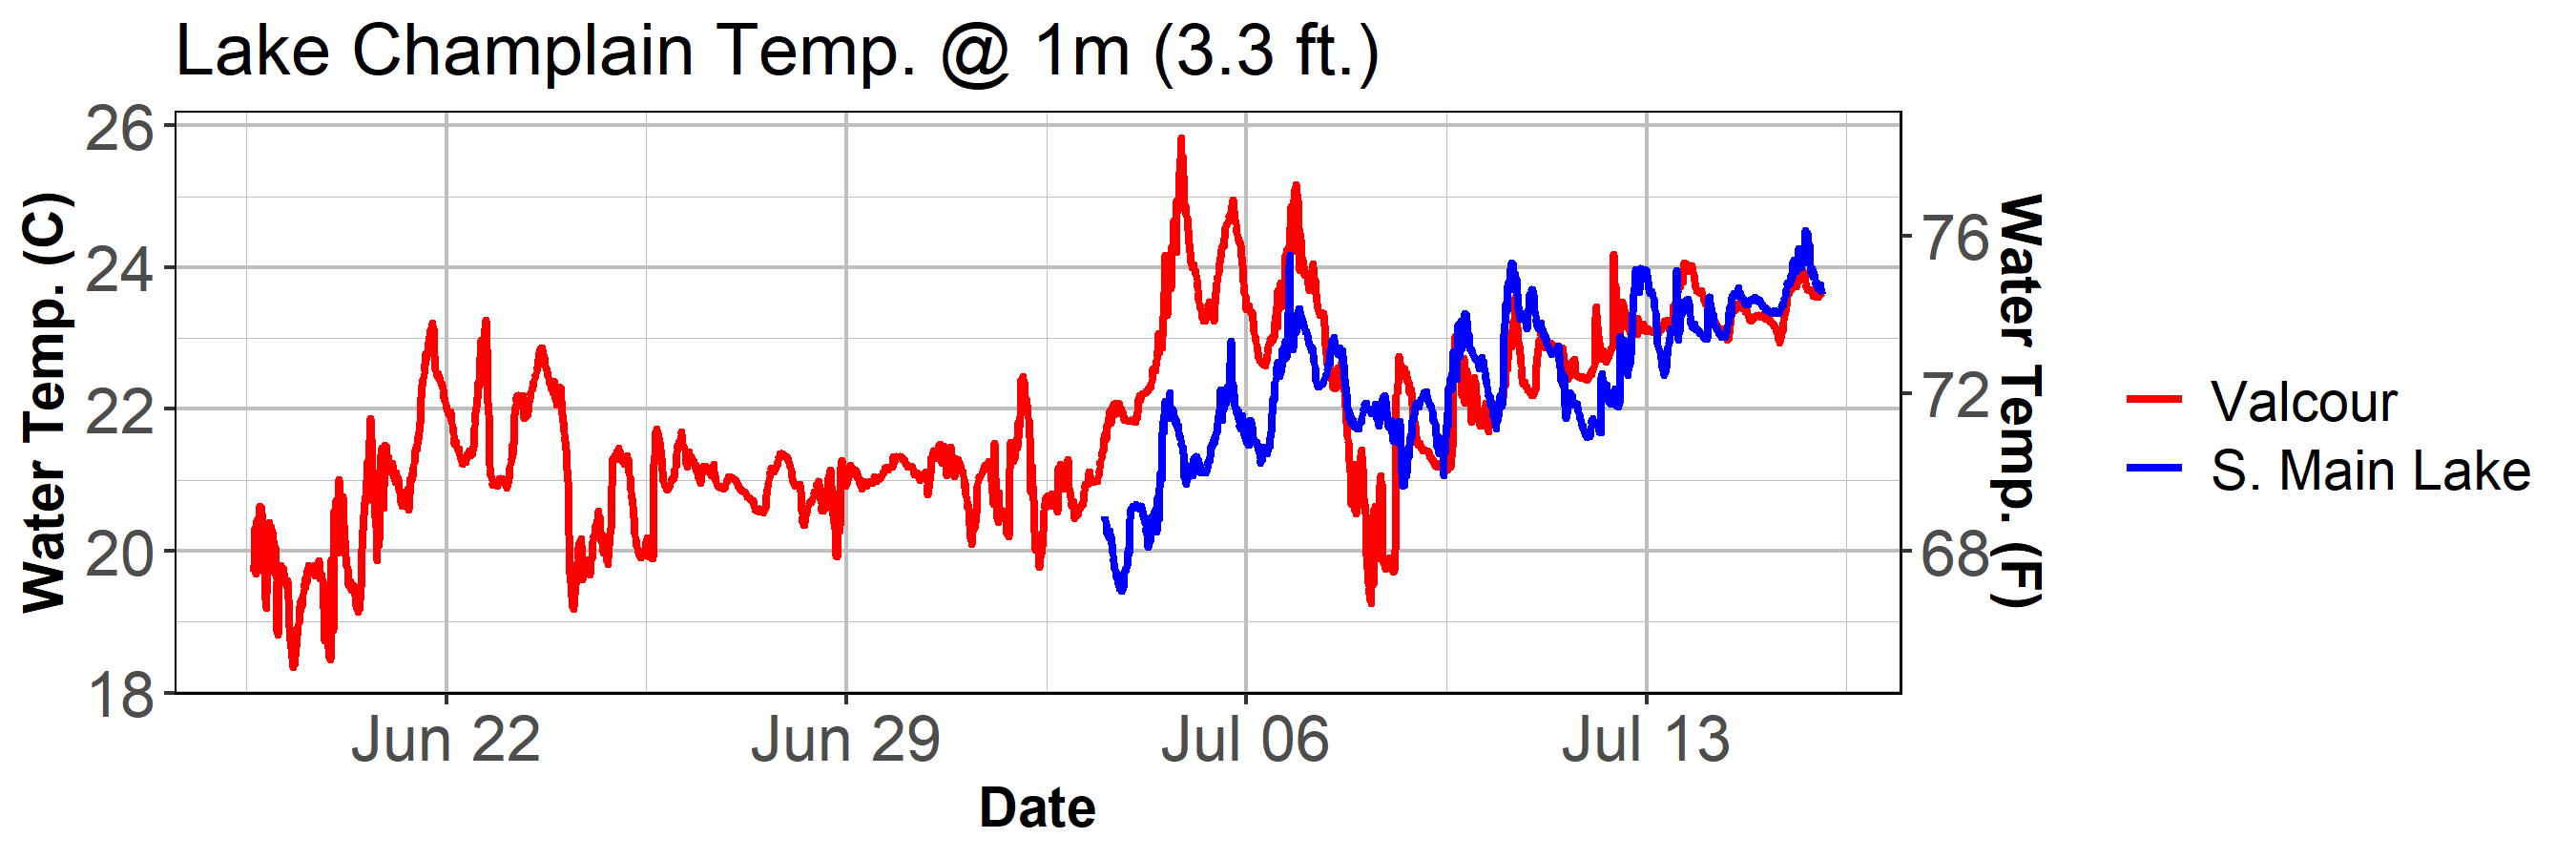 Lake Champlain Temp. @ 1m (3.3 ft.)
Water Temp. (C)
26
24
22
20
18
76
72
68
Water Temp. (F)
Jun 22 Jun 29 Jul 06 Jul 13
Date
Valcour
S. Main Lake